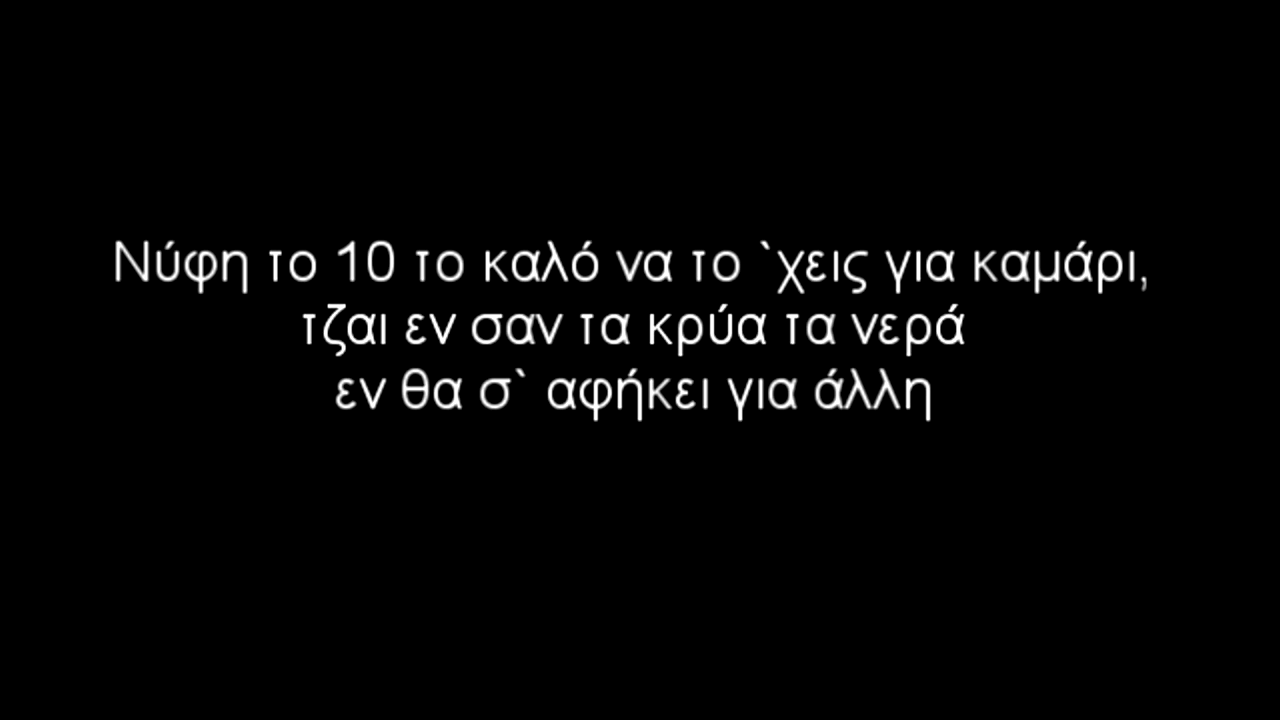 Νύφη το 10 το καλό να το `χεις για καμάρι,
τζαι εν σαν τα κρύα τα νερά
εν θα σ` αφήκει για άλλη